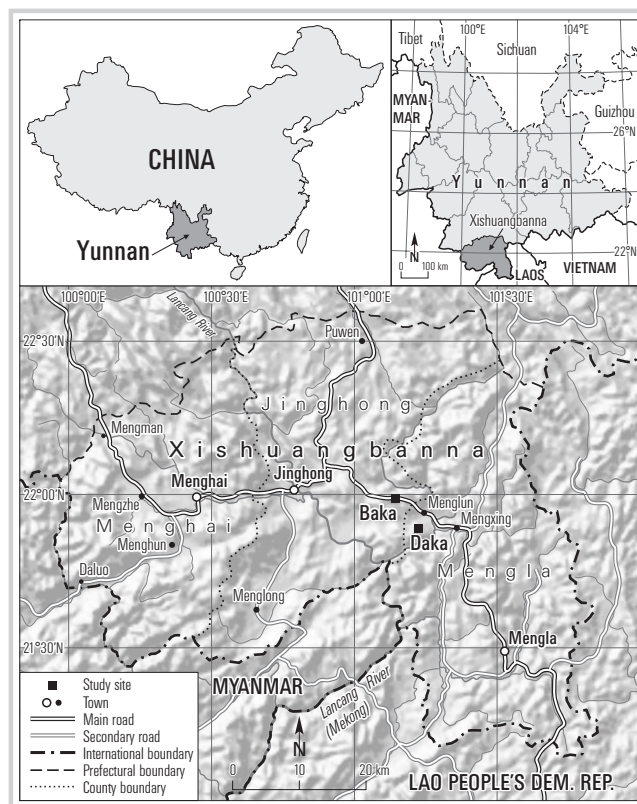 CHINA
Yunnan
100°E
104°E
Tibet
Sichuan
MYAN-
MAR
Guizhou
26°N
Yunnan
Xishuangbanna
22°N
N
0 100 km
LAOS
VIETNAM
100°00'E
100°30'E
101°00'E
101°30'E
Lancang River
22°30'N
Puwen
Jinghong
Mengman
Xishuangbanna
Menghai
Jinghong
22°00'N
Mengzhe
Baka
Menglun
Mengxing
Menghai
Menghun
Daka
Daluo
Mengla
Menglong
21°30'N
Mengla
MYANMAR
Lancang River
(Mekong)
Study site
Town
Main road
Secondary road
International boundary
Prefectural boundary
County boundary
N
0 10 20 km
LAO PEOPLE'S DEM. REP.